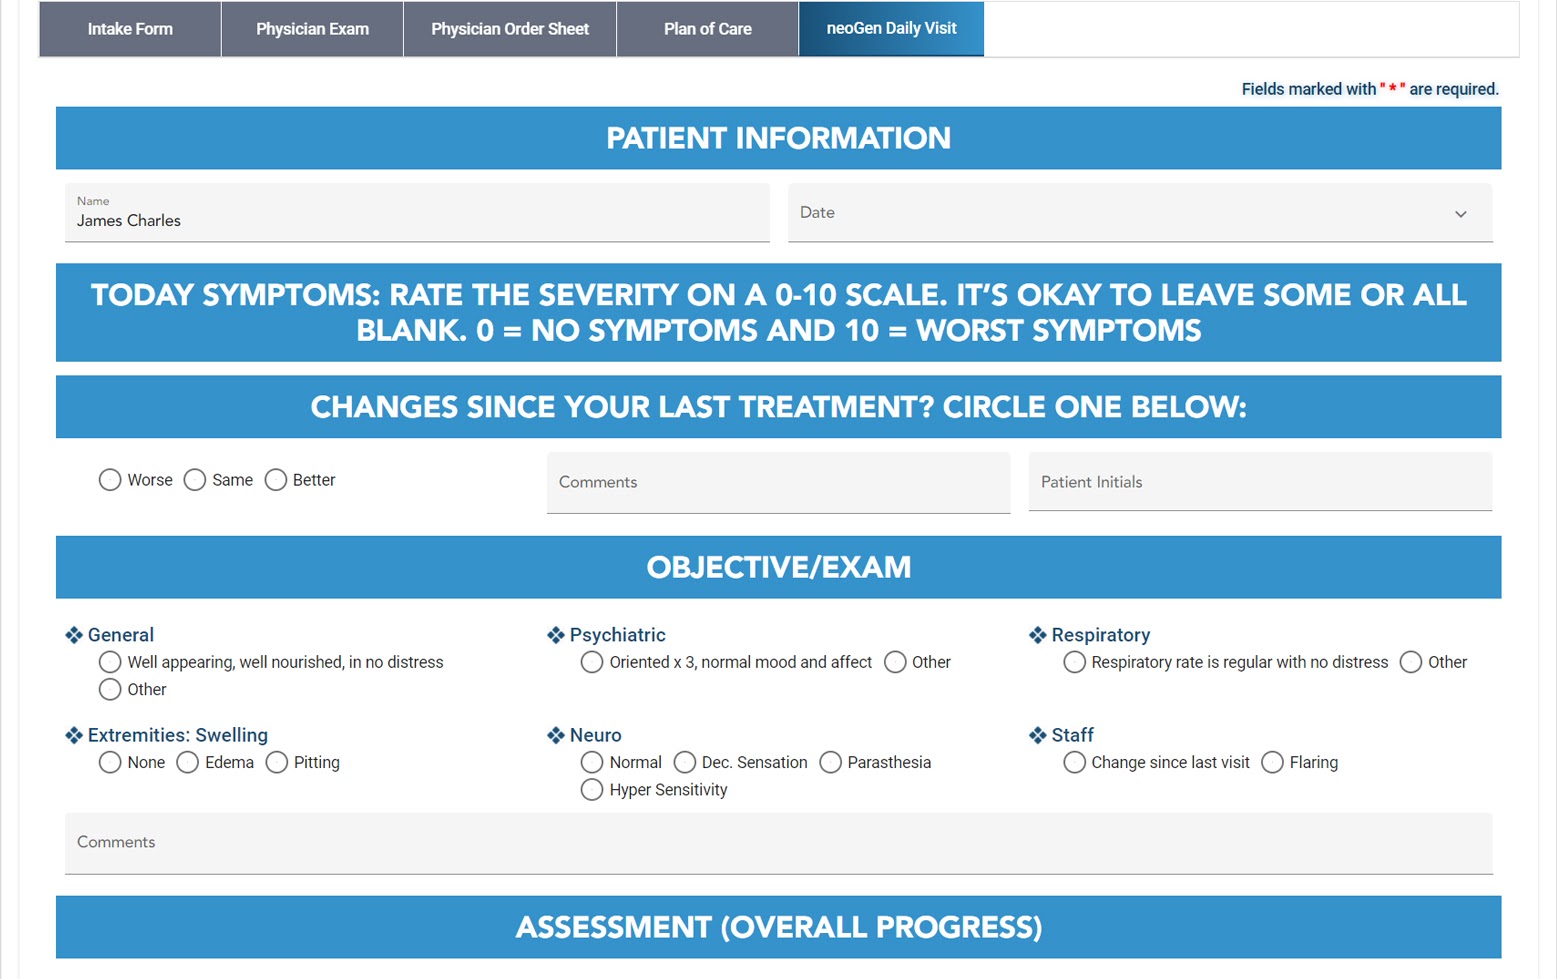 Intake Form Physician Exam Physician Order Sheet Plan of Care neoGen Daily Visit
Fields marked with " * " are required.
PATIENT INFORMATION
Name
James Charles
Date
TODAY SYMPTOMS: RATE THE SEVERITY ON A 0-10 SCALE. IT’S OKAY TO LEAVE SOME OR ALL
BLANK. 0 = NO SYMPTOMS AND 10 = WORST SYMPTOMS
CHANGES SINCE YOUR LAST TREATMENT? CIRCLE ONE BELOW:
Worse Same Better
Comments
Patient Initials
OBJECTIVE/EXAM
General
Well appearing, well nourished, in no distress
Other
Psychiatric
Oriented x 3, normal mood and affect Other
Respiratory
Respiratory rate is regular with no distress Other
Extremities: Swelling
None Edema Pitting
Neuro
Normal Dec. Sensation Parasthesia
Hyper Sensitivity
Staff
Change since last visit Flaring
Comments
ASSESSMENT (OVERALL PROGRESS)